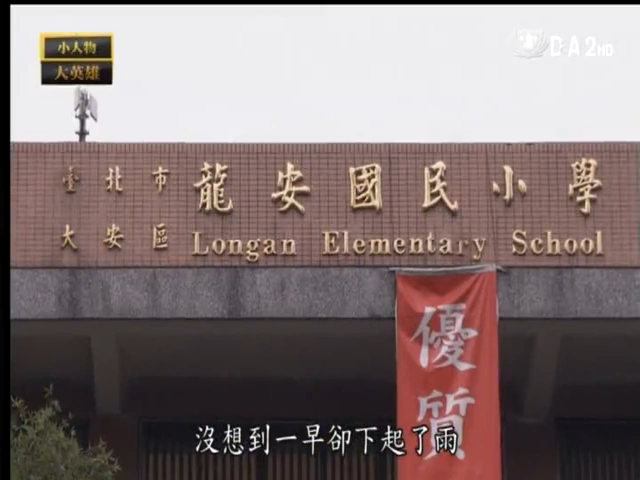 小人物
大英雄
DA2HD
臺北市
大安區
龍安國民小學
Longan Elementary School
優質
沒想到一早卻下起了雨